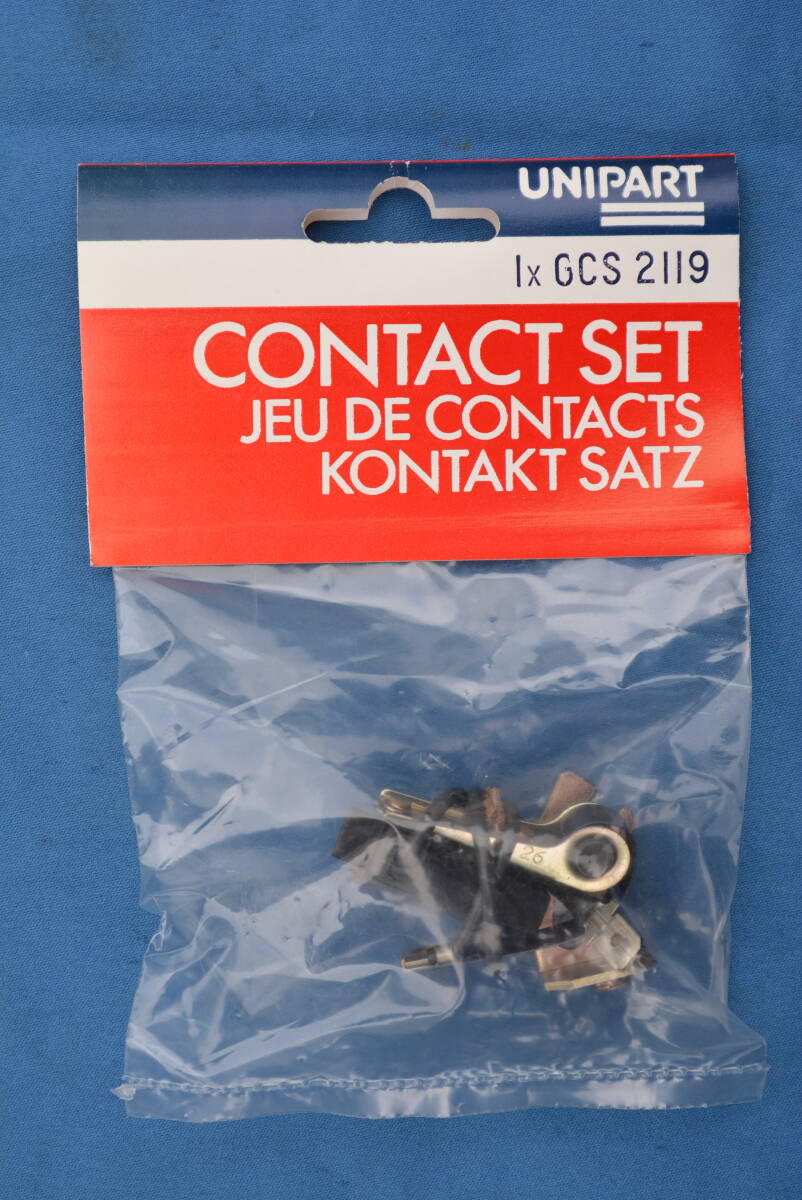 UNIPART
1x GCS 2119
CONTACT SET
JEU DE CONTACTS
KONTAKT SATZ
26